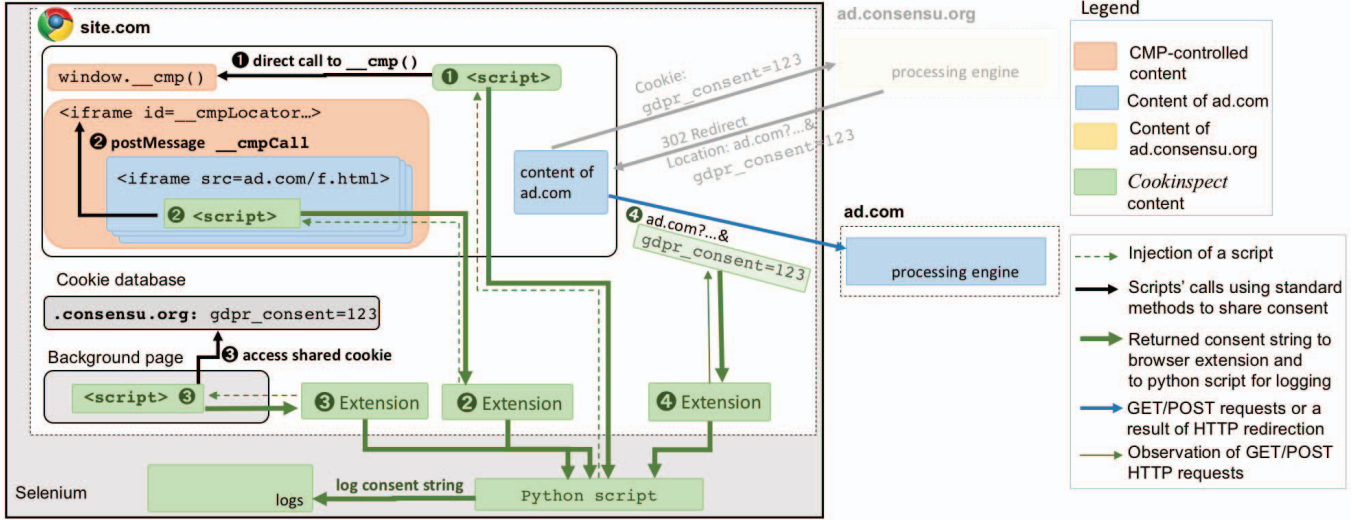 site.com
❶ direct call to __cmp()
window.__cmp()
❶ <script>
<iframe id=__cmpLocator…>
❷ postMessage __cmpCall
<iframe src=ad.com/f.html>
❷ <script>
content of
ad.com
Cookie:
gdpr_consent=123
302 Redirect
Location: ad.com?...&
gdpr_consent=123
ad.consensu.org
processing engine
❹ ad.com?...&
gdpr_consent=123
ad.com
processing engine
Cookie database
.consensu.org: gdpr_consent=123
Background page
❸ access shared cookie
<script> ❸
❸ Extension
❷ Extension
❹ Extension
Selenium
logs
log consent string
Python script
Legend
CMP-controlled
content
Content of ad.com
Content of
ad.consensu.org
Cookinspect
content
Injection of a script
Scripts' calls using standard
methods to share consent
Returned consent string to
browser extension and
to python script for logging
GET/POST requests or a
result of HTTP redirection
Observation of GET/POST
HTTP requests